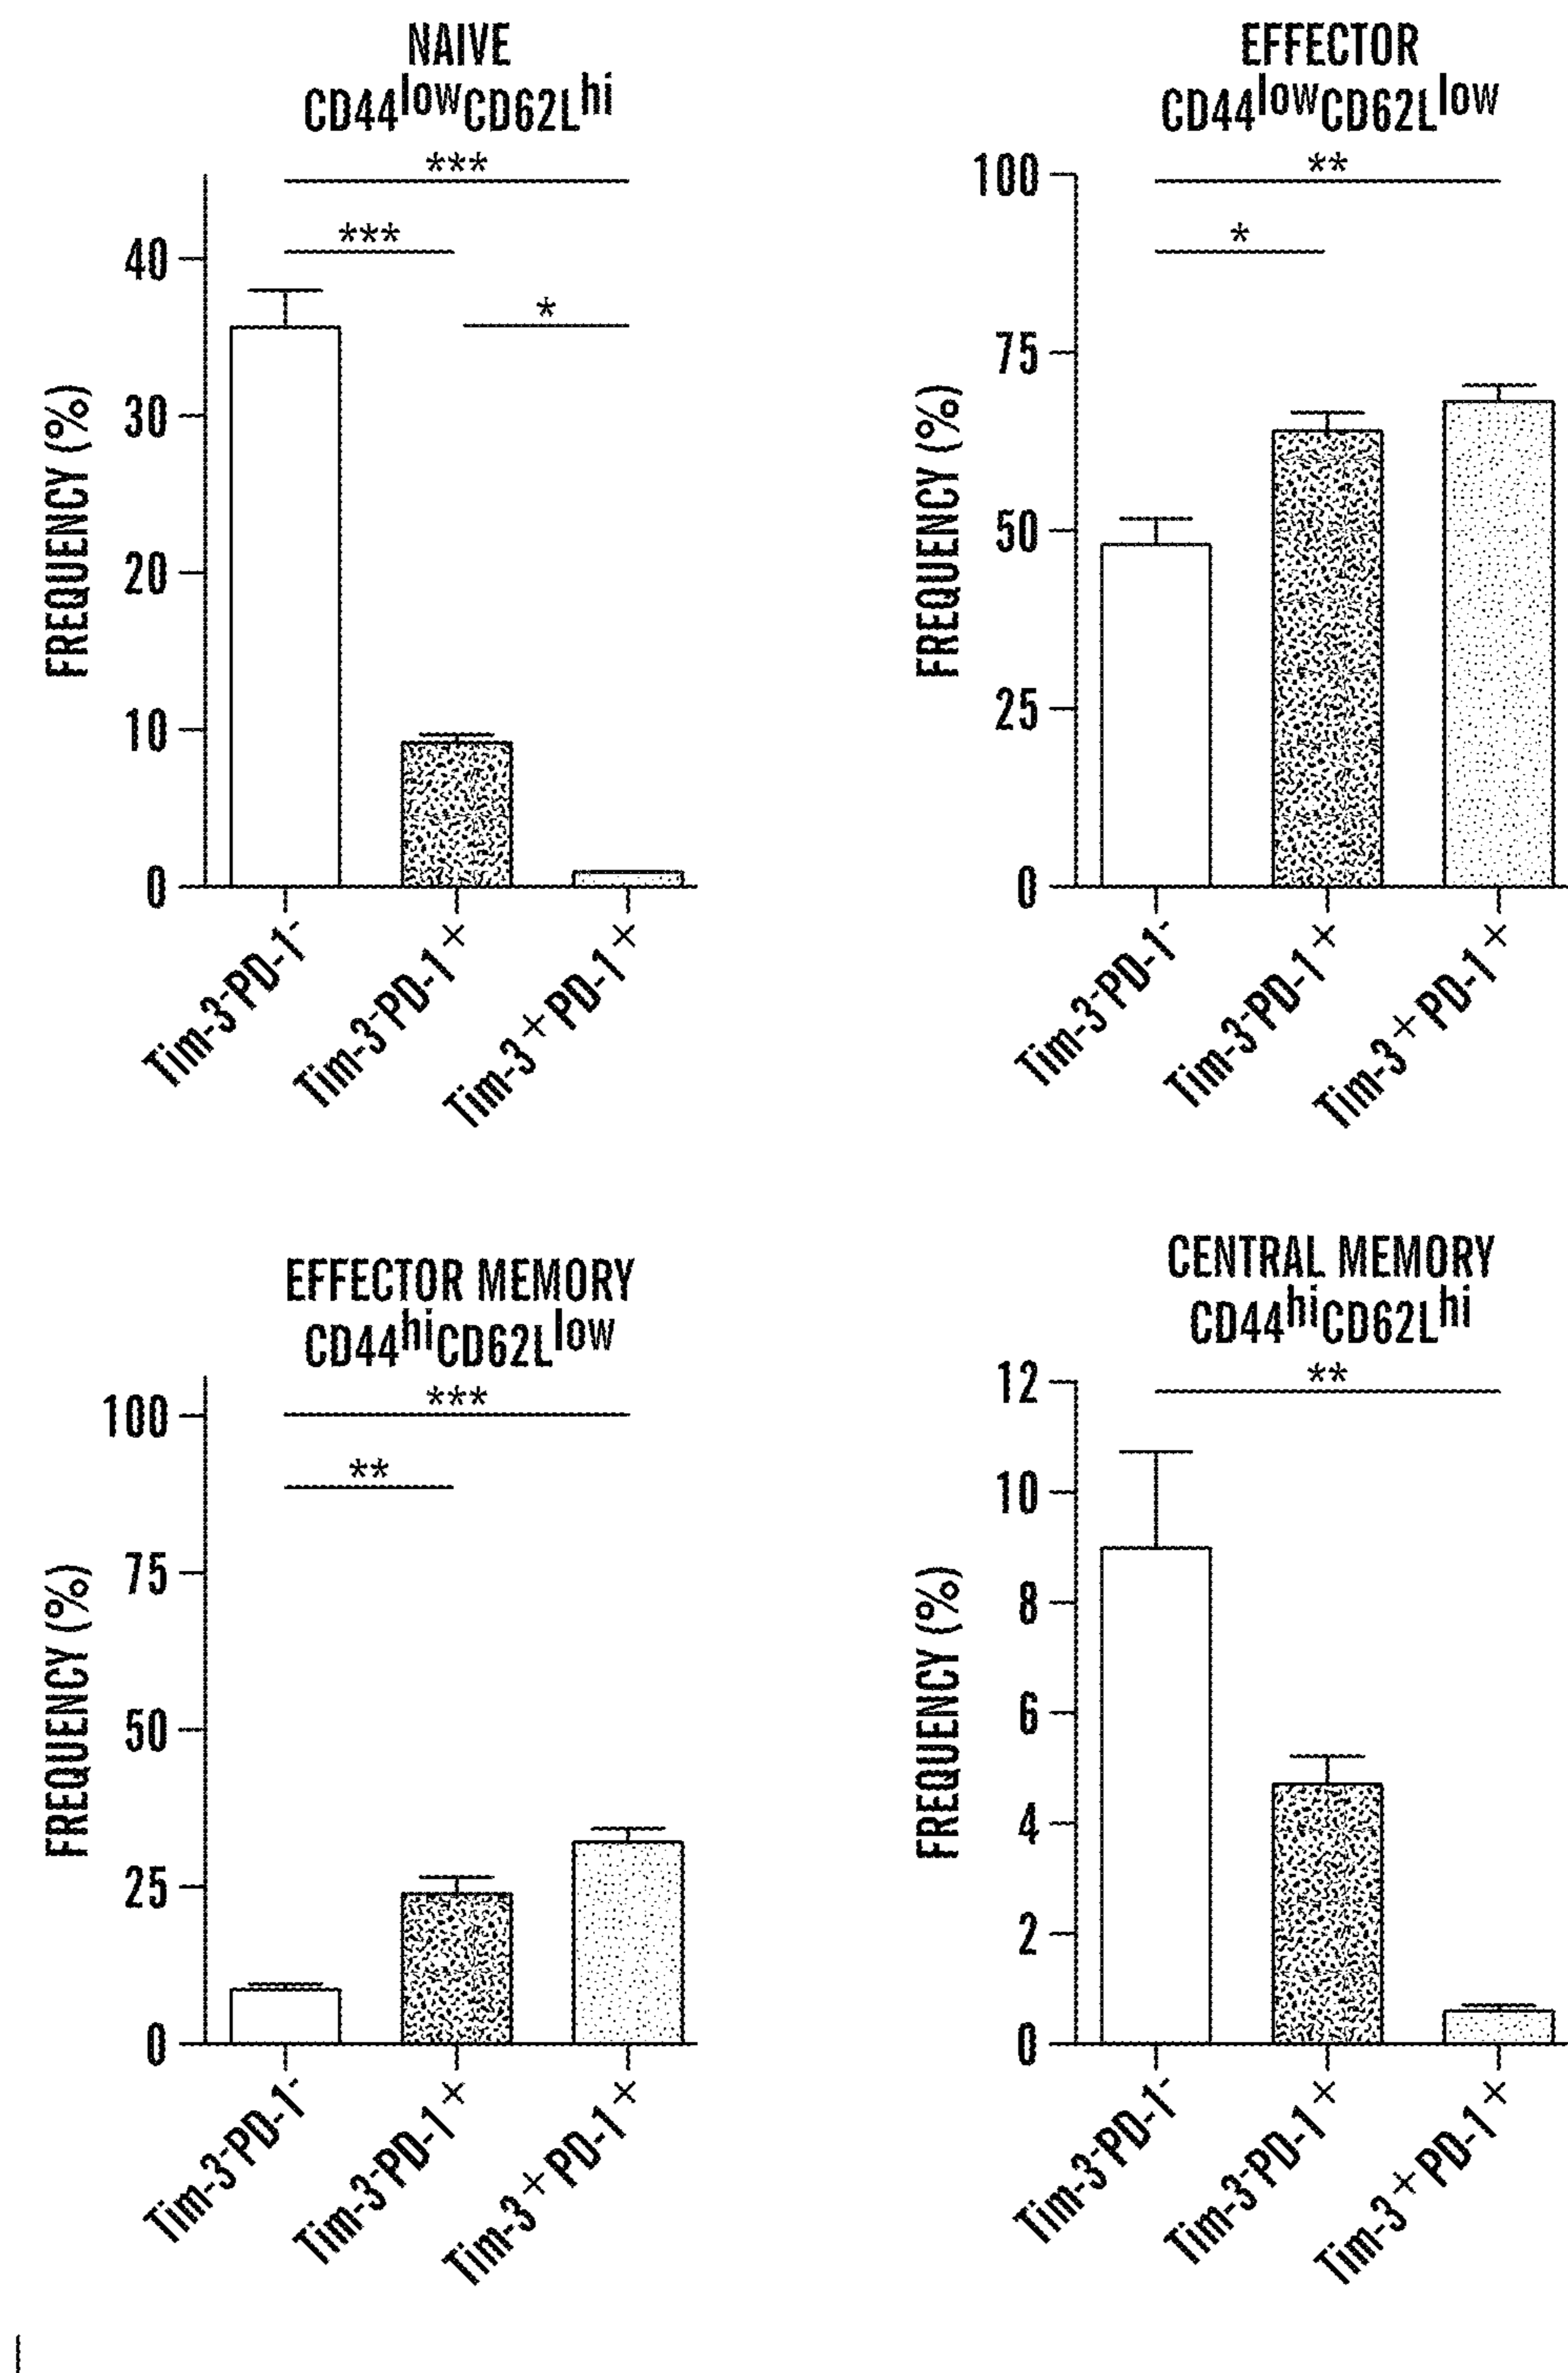 NAIVE
CD44lowCD62Lhi
***
***
*
FREQUENCY (%)
40
30
20
10
0
Tim-3-PD-1-
Tim-3-PD-1+
Tim-3+PD-1+
EFFECTOR
CD44lowCD62Llow
**
*
FREQUENCY (%)
100
75
50
25
0
Tim-3-PD-1-
Tim-3-PD-1+
Tim-3+PD-1+
EFFECTOR MEMORY
CD44hiCD62Llow
***
**
FREQUENCY (%)
100
75
50
25
0
Tim-3-PD-1-
Tim-3-PD-1+
Tim-3+PD-1+
CENTRAL MEMORY
CD44hiCD62Lhi
**
FREQUENCY (%)
12
10
8
6
4
2
0
Tim-3-PD-1-
Tim-3-PD-1+
Tim-3+PD-1+